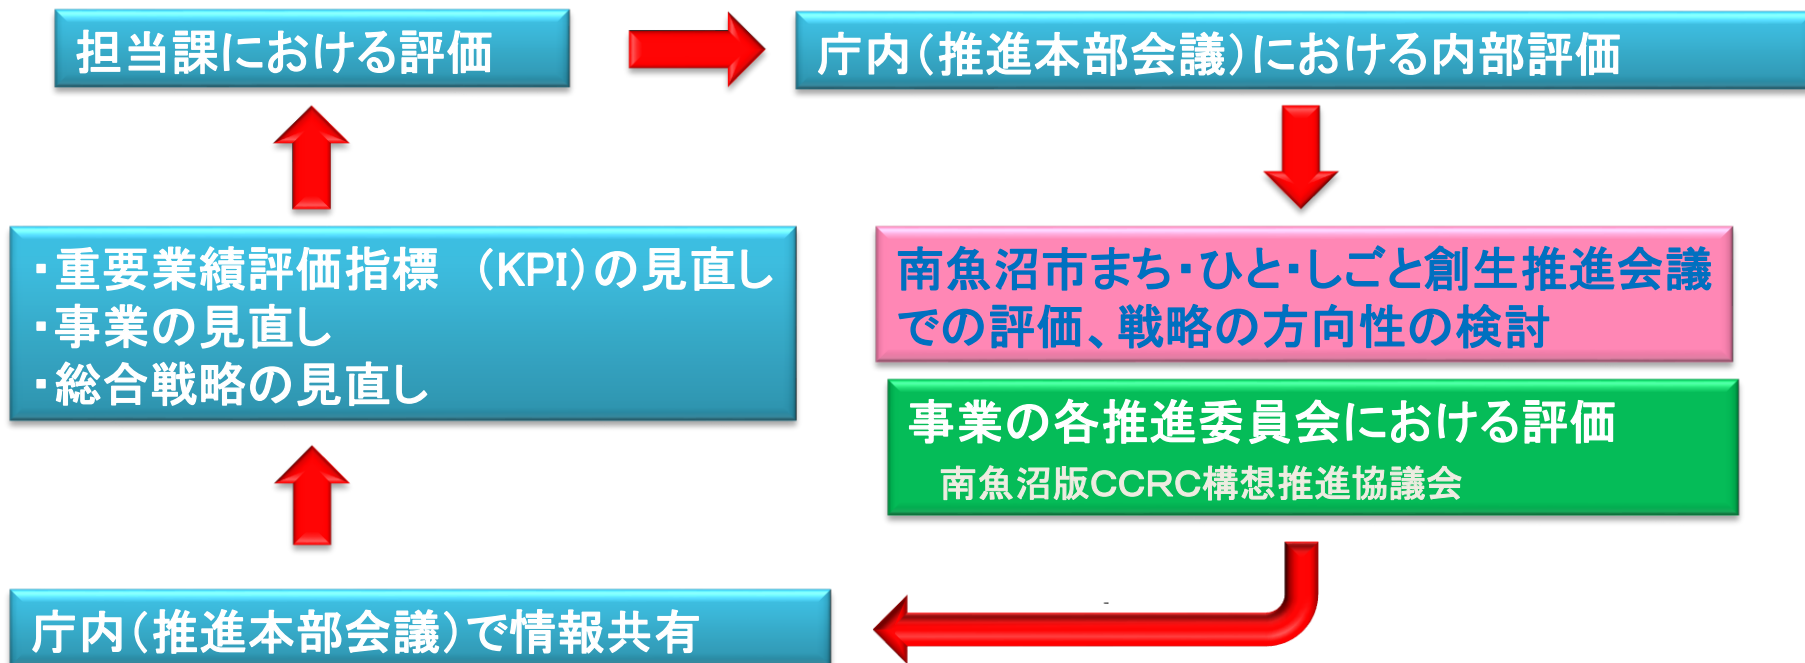 担当課における評価
庁内（推進本部会議）における内部評価
・重要業績評価指標　（KPI）の見直し
・事業の見直し
・総合戦略の見直し
南魚沼市まち・ひと・しごと創生推進会議
での評価、戦略の方向性の検討
事業の各推進委員会における評価
南魚沼版CCRC構想推進協議会
庁内（推進本部会議）で情報共有
-